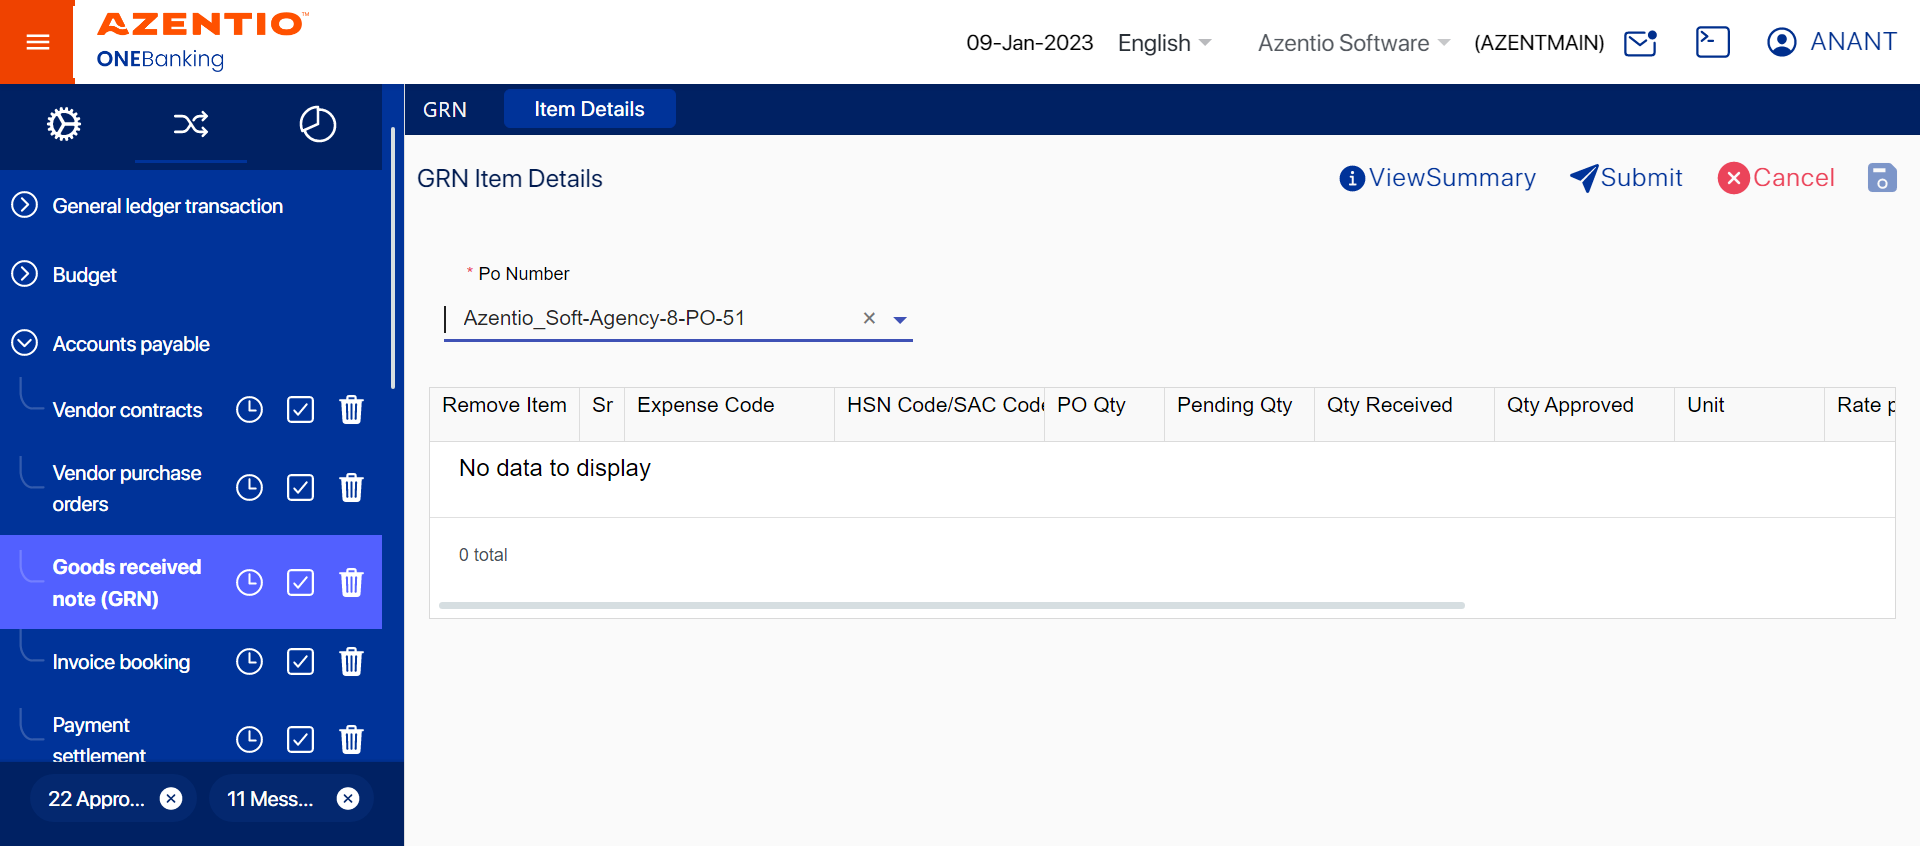 AZENTIO™
ONEBanking
09-Jan-2023 English Azentio Software (AZENTMAIN) ANANT
GRN Item Details
GRN Item Details
ViewSummary Submit Cancel
General ledger transaction
Budget
Accounts payable
Vendor contracts
Vendor purchase
orders
Goods received
note (GRN)
Invoice booking
Payment
settlement
22 Appro... 11 Mess...
* Po Number
Azentio_Soft-Agency-8-PO-51
Remove Item Sr Expense Code HSN Code/SAC Code PO Qty Pending Qty Qty Received Qty Approved Unit Rate p
No data to display
0 total